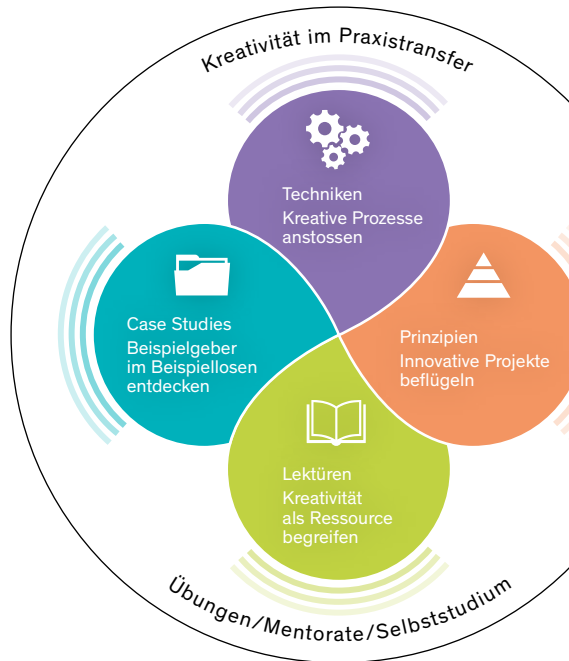 Kreativität im Praxistransfer
Techniken
Kreative Prozesse
anstossen
Case Studies
Beispielgeber
im Beispiellosen
entdecken
Prinzipien
Innovative Projekte
beflügeln
Lektüren
Kreativität
als Ressource
begreifen
Übungen/Mentorate/Selbststudium